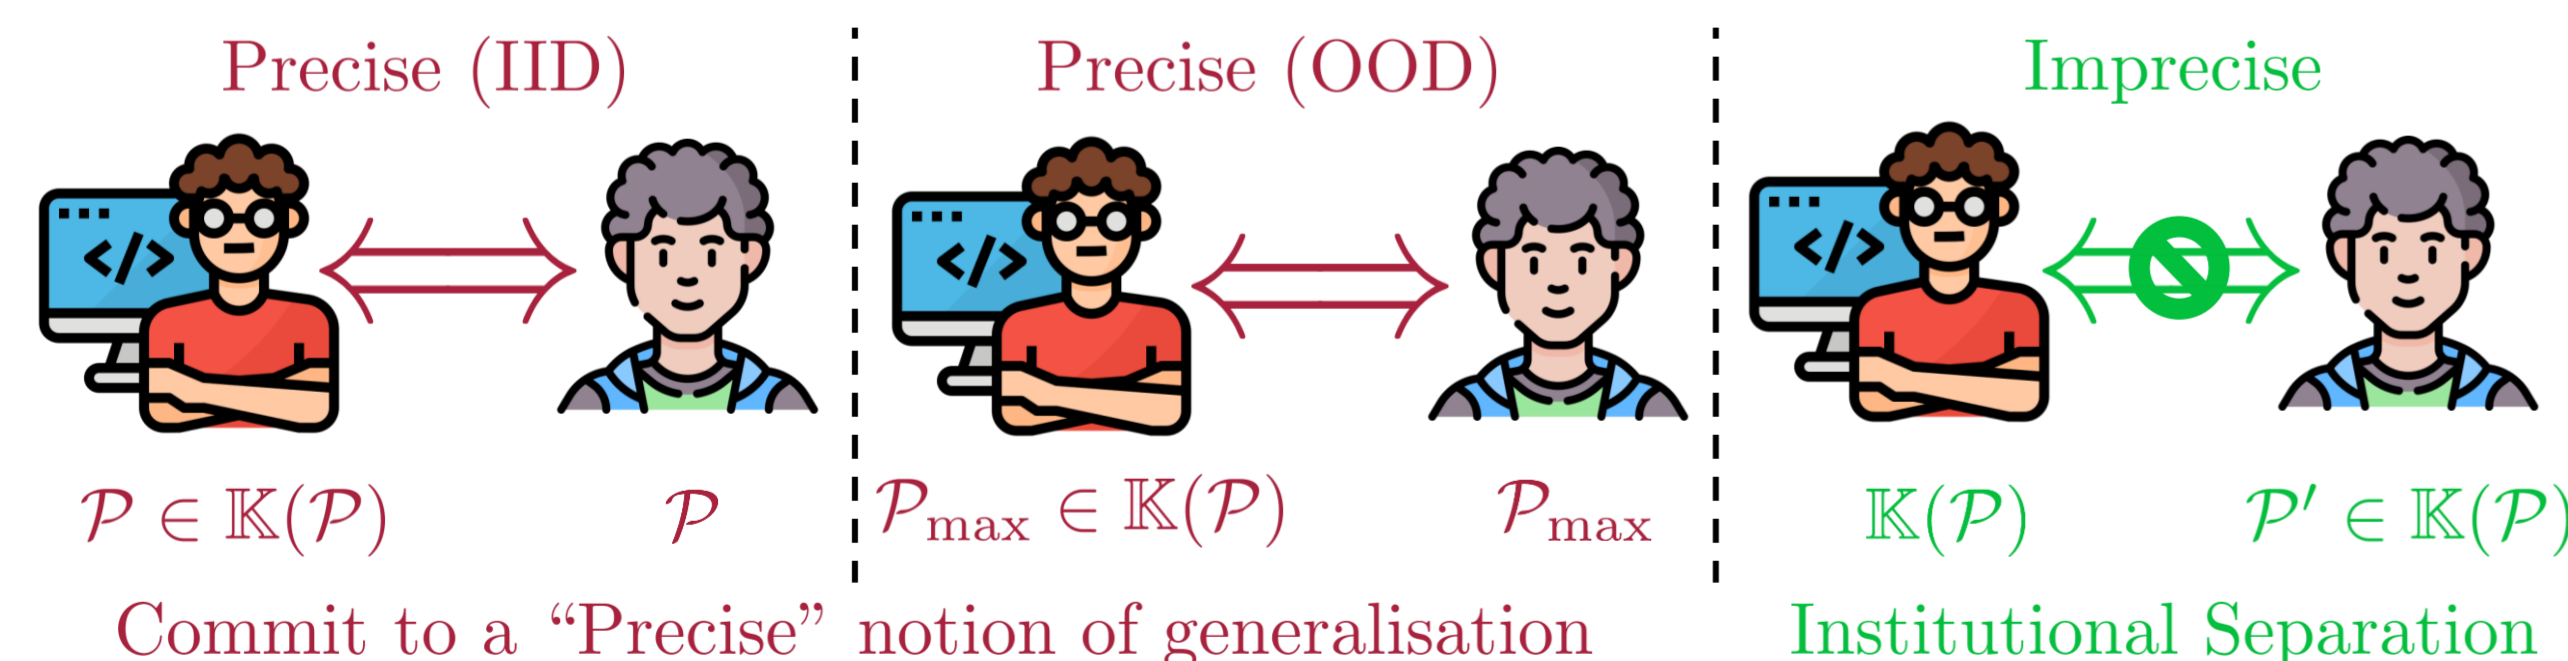 Precise (IID)
Precise (OOD)
Imprecise
</>
</>
</>
𝒫 ∈ 𝕂(𝒫)
𝒫
𝒫max ∈ 𝕂(𝒫)
𝒫max
𝕂(𝒫)
𝒫′ ∈ 𝕂(𝒫)
Commit to a “Precise” notion of generalisation
Institutional Separation